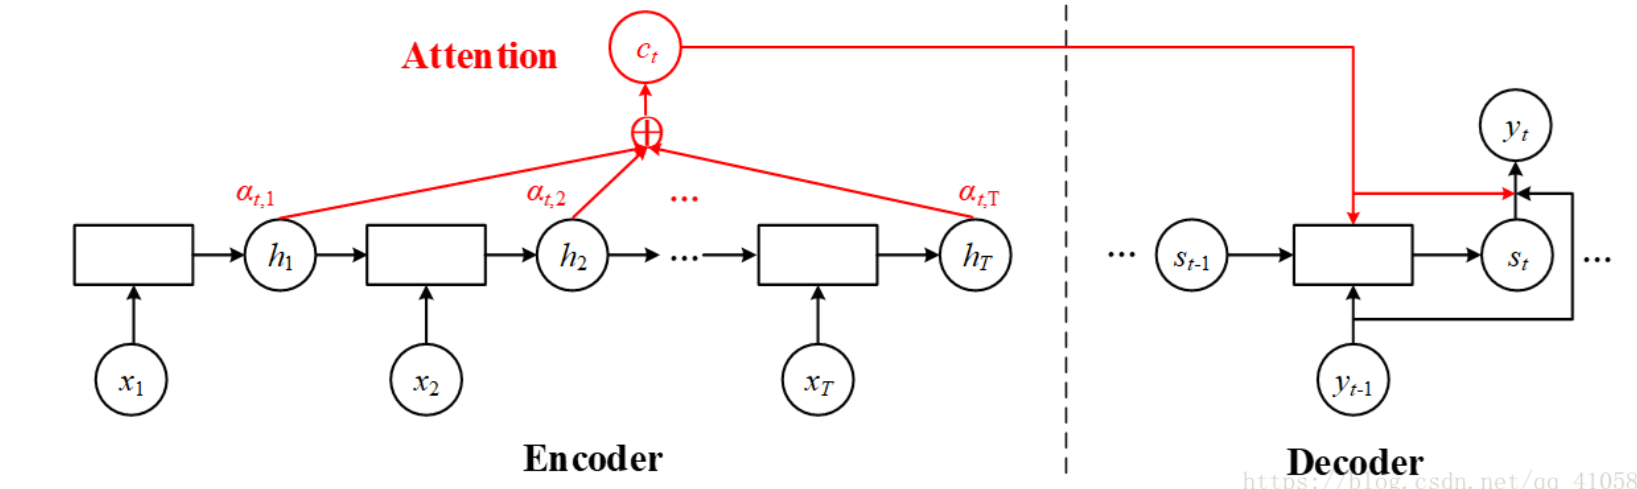 Attention
c_t
y_t
α_t,1 α_t,2 ... α_t,T
h_1 h_2 ... h_T ... s_t-1 s_t ...
x_1 x_2 x_T y_t-1
Encoder Decoder
https://blog.csdn.net/qq_41058